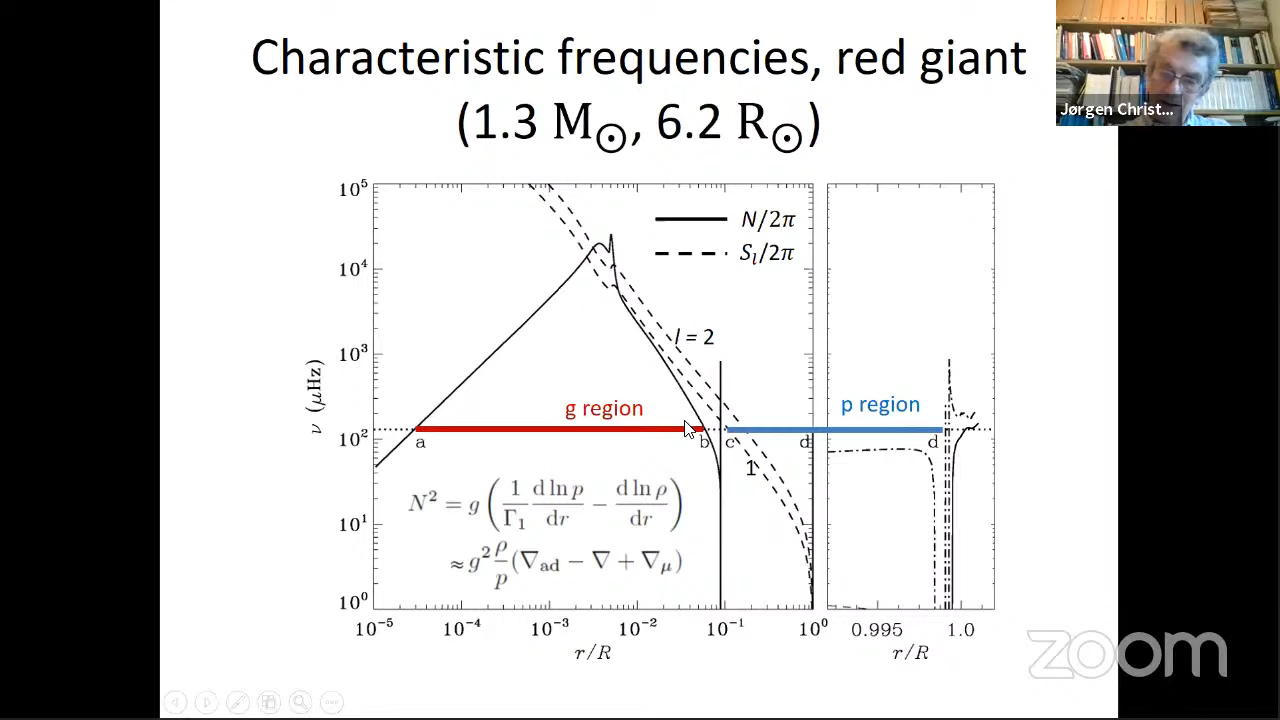 Characteristic frequencies, red giant
(1.3 M⊙, 6.2 R⊙)
Jørgen Christ...
10⁵
10⁴
10³
10²
10¹
10⁰
ν (μHz)
N/2π
S_l/2π
l = 2
1
g region
p region
a
b
c
d
d
N² = g ( 1/Γ₁ d ln p/dr − d ln ρ/dr )
≈ g² ρ/p (∇_ad − ∇ + ∇_μ)
10⁻⁵ 10⁻⁴ 10⁻³ 10⁻² 10⁻¹ 10⁰
r/R
0.995 1.0
r/R
zoom